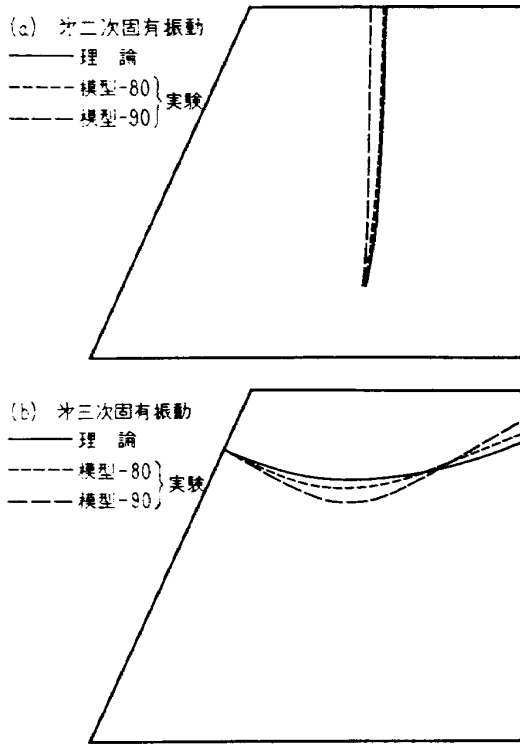 (a) 第二次固有振動
理論
模型-80
模型-90
実験
(b) 第三次固有振動
理論
模型-80
模型-90
実験